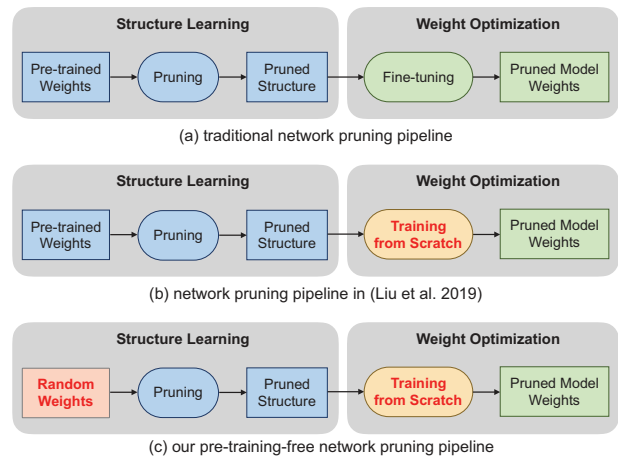 Structure Learning
Weight Optimization
Pre-trained
Weights
Pruning
Pruned
Structure
Fine-tuning
Pruned Model
Weights
(a) traditional network pruning pipeline
Structure Learning
Weight Optimization
Pre-trained
Weights
Pruning
Pruned
Structure
Training
from Scratch
Pruned Model
Weights
(b) network pruning pipeline in (Liu et al. 2019)
Structure Learning
Weight Optimization
Random
Weights
Pruning
Pruned
Structure
Training
from Scratch
Pruned Model
Weights
(c) our pre-training-free network pruning pipeline